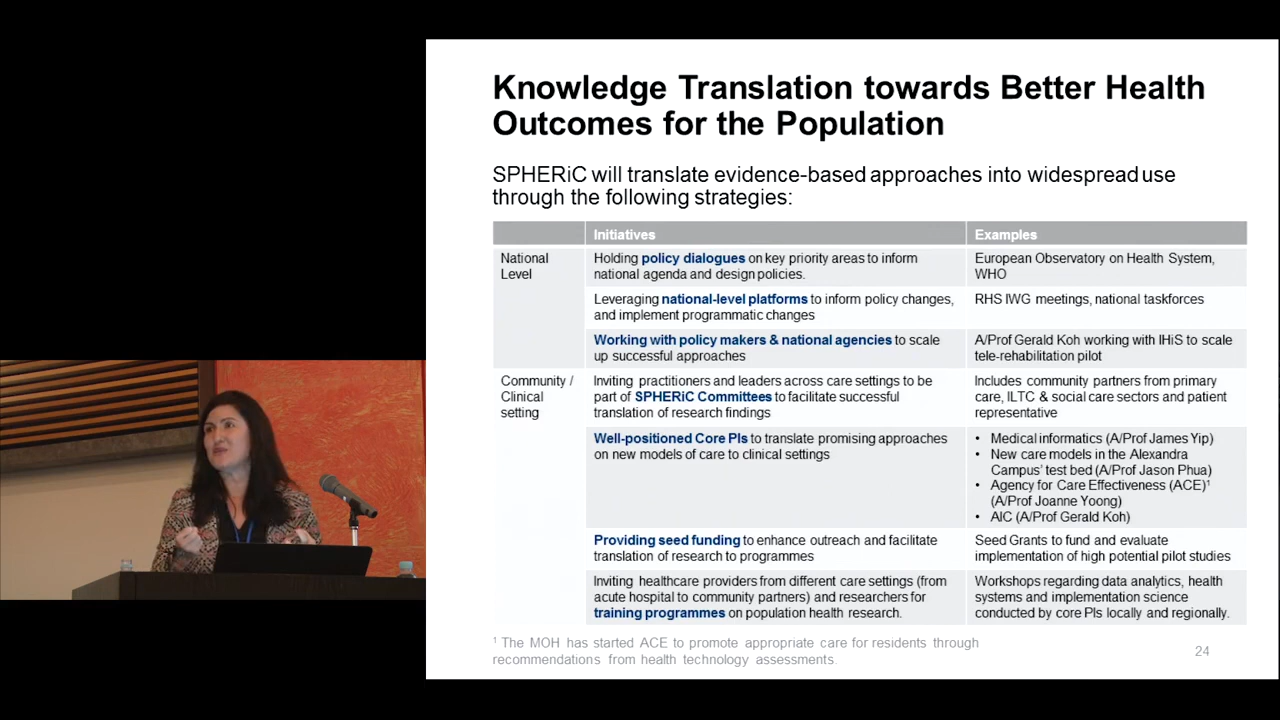 Knowledge Translation towards Better Health
Outcomes for the Population
SPHERiC will translate evidence-based approaches into widespread use
through the following strategies:
Initiatives
Examples
National
Level
Holding policy dialogues on key priority areas to inform
national agenda and design policies.
European Observatory on Health System,
WHO
Leveraging national-level platforms to inform policy changes,
and implement programmatic changes
RHS IWG meetings, national taskforces
Working with policy makers & national agencies to scale
up successful approaches
A/Prof Gerald Koh working with IHiS to scale
tele-rehabilitation pilot
Community /
Clinical
setting
Inviting practitioners and leaders across care settings to be
part of SPHERiC Committees to facilitate successful
translation of research findings
Includes community partners from primary
care, ILTC & social care sectors and patient
representative
Well-positioned Core PIs to translate promising approaches
on new models of care to clinical settings
• Medical informatics (A/Prof James Yip)
• New care models in the Alexandra
Campus' test bed (A/Prof Jason Phua)
• Agency for Care Effectiveness (ACE)¹
(A/Prof Joanne Yoong)
• AIC (A/Prof Gerald Koh)
Providing seed funding to enhance outreach and facilitate
translation of research to programmes
Seed Grants to fund and evaluate
implementation of high potential pilot studies
Inviting healthcare providers from different care settings (from
acute hospital to community partners) and researchers for
training programmes on population health research.
Workshops regarding data analytics, health
systems and implementation science
conducted by core PIs locally and regionally.
¹ The MOH has started ACE to promote appropriate care for residents through
recommendations from health technology assessments.
24